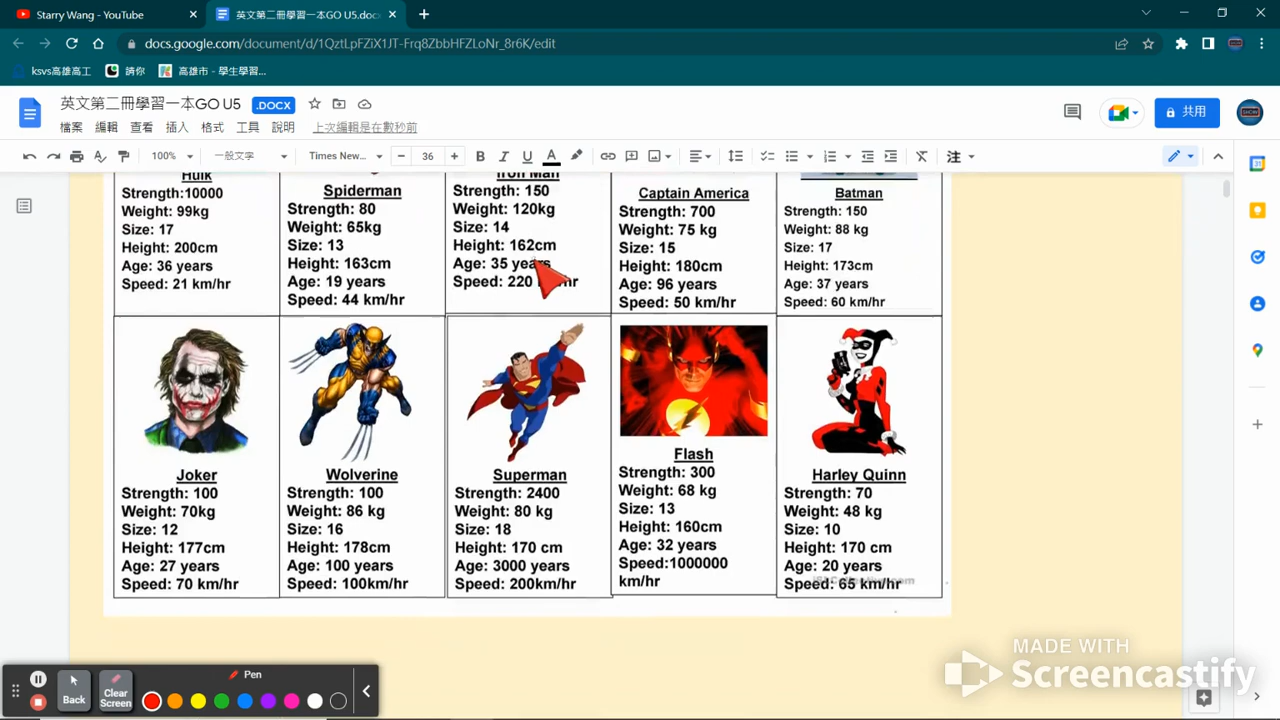 Starry Wang - YouTube
英文第二冊學習一本GO U5.docx
docs.google.com/document/d/1QztLpFZiX1JT-Frq8ZbbHFZLoNr_8r6K/edit
ksvs高雄高工
請你
高雄市 - 學生學習...
英文第二冊學習一本GO U5
.DOCX
共用
檔案 編輯 查看 插入 格式 工具 說明 上次編輯是在數秒前
100% 一般文字 Times New... 36 B I U A 注
Hulk
Strength:10000
Weight: 99kg
Size: 17
Height: 200cm
Age: 36 years
Speed: 21 km/hr
Spiderman
Strength: 80
Weight: 65kg
Size: 13
Height: 163cm
Age: 19 years
Speed: 44 km/hr
Iron Man
Strength: 150
Weight: 120kg
Size: 14
Height: 162cm
Age: 35 years
Speed: 220
Captain America
Strength: 700
Weight: 75 kg
Size: 15
Height: 180cm
Age: 96 years
Speed: 50 km/hr
Batman
Strength: 150
Weight: 88 kg
Size: 17
Height: 173cm
Age: 37 years
Speed: 60 km/hr
Joker
Strength: 100
Weight: 70kg
Size: 12
Height: 177cm
Age: 27 years
Speed: 70 km/hr
Wolverine
Strength: 100
Weight: 86 kg
Size: 16
Height: 178cm
Age: 100 years
Speed: 100km/hr
Superman
Strength: 2400
Weight: 80 kg
Size: 18
Height: 170 cm
Age: 3000 years
Speed: 200km/hr
Flash
Strength: 300
Weight: 68 kg
Size: 13
Height: 160cm
Age: 32 years
Speed:1000000
km/hr
Harley Quinn
Strength: 70
Weight: 48 kg
Size: 10
Height: 170 cm
Age: 20 years
Speed: 65 km/hr
MADE WITH
Screencastify
Pen
Back
Clear
Screen